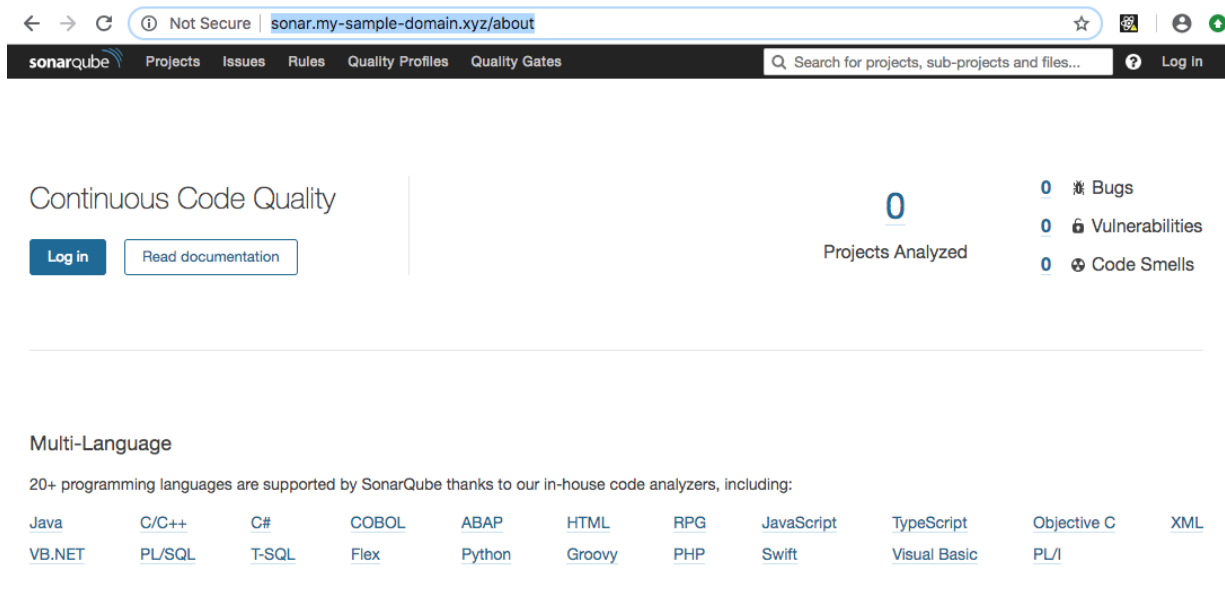 Not Secure sonar.my-sample-domain.xyz/about
sonarqube Projects Issues Rules Quality Profiles Quality Gates Search for projects, sub-projects and files... ? Log in
Continuous Code Quality
Log in Read documentation
0
Projects Analyzed
0 Bugs
0 Vulnerabilities
0 Code Smells
Multi-Language
20+ programming languages are supported by SonarQube thanks to our in-house code analyzers, including:
Java C/C++ C# COBOL ABAP HTML RPG JavaScript TypeScript Objective C XML
VB.NET PL/SQL T-SQL Flex Python Groovy PHP Swift Visual Basic PL/I